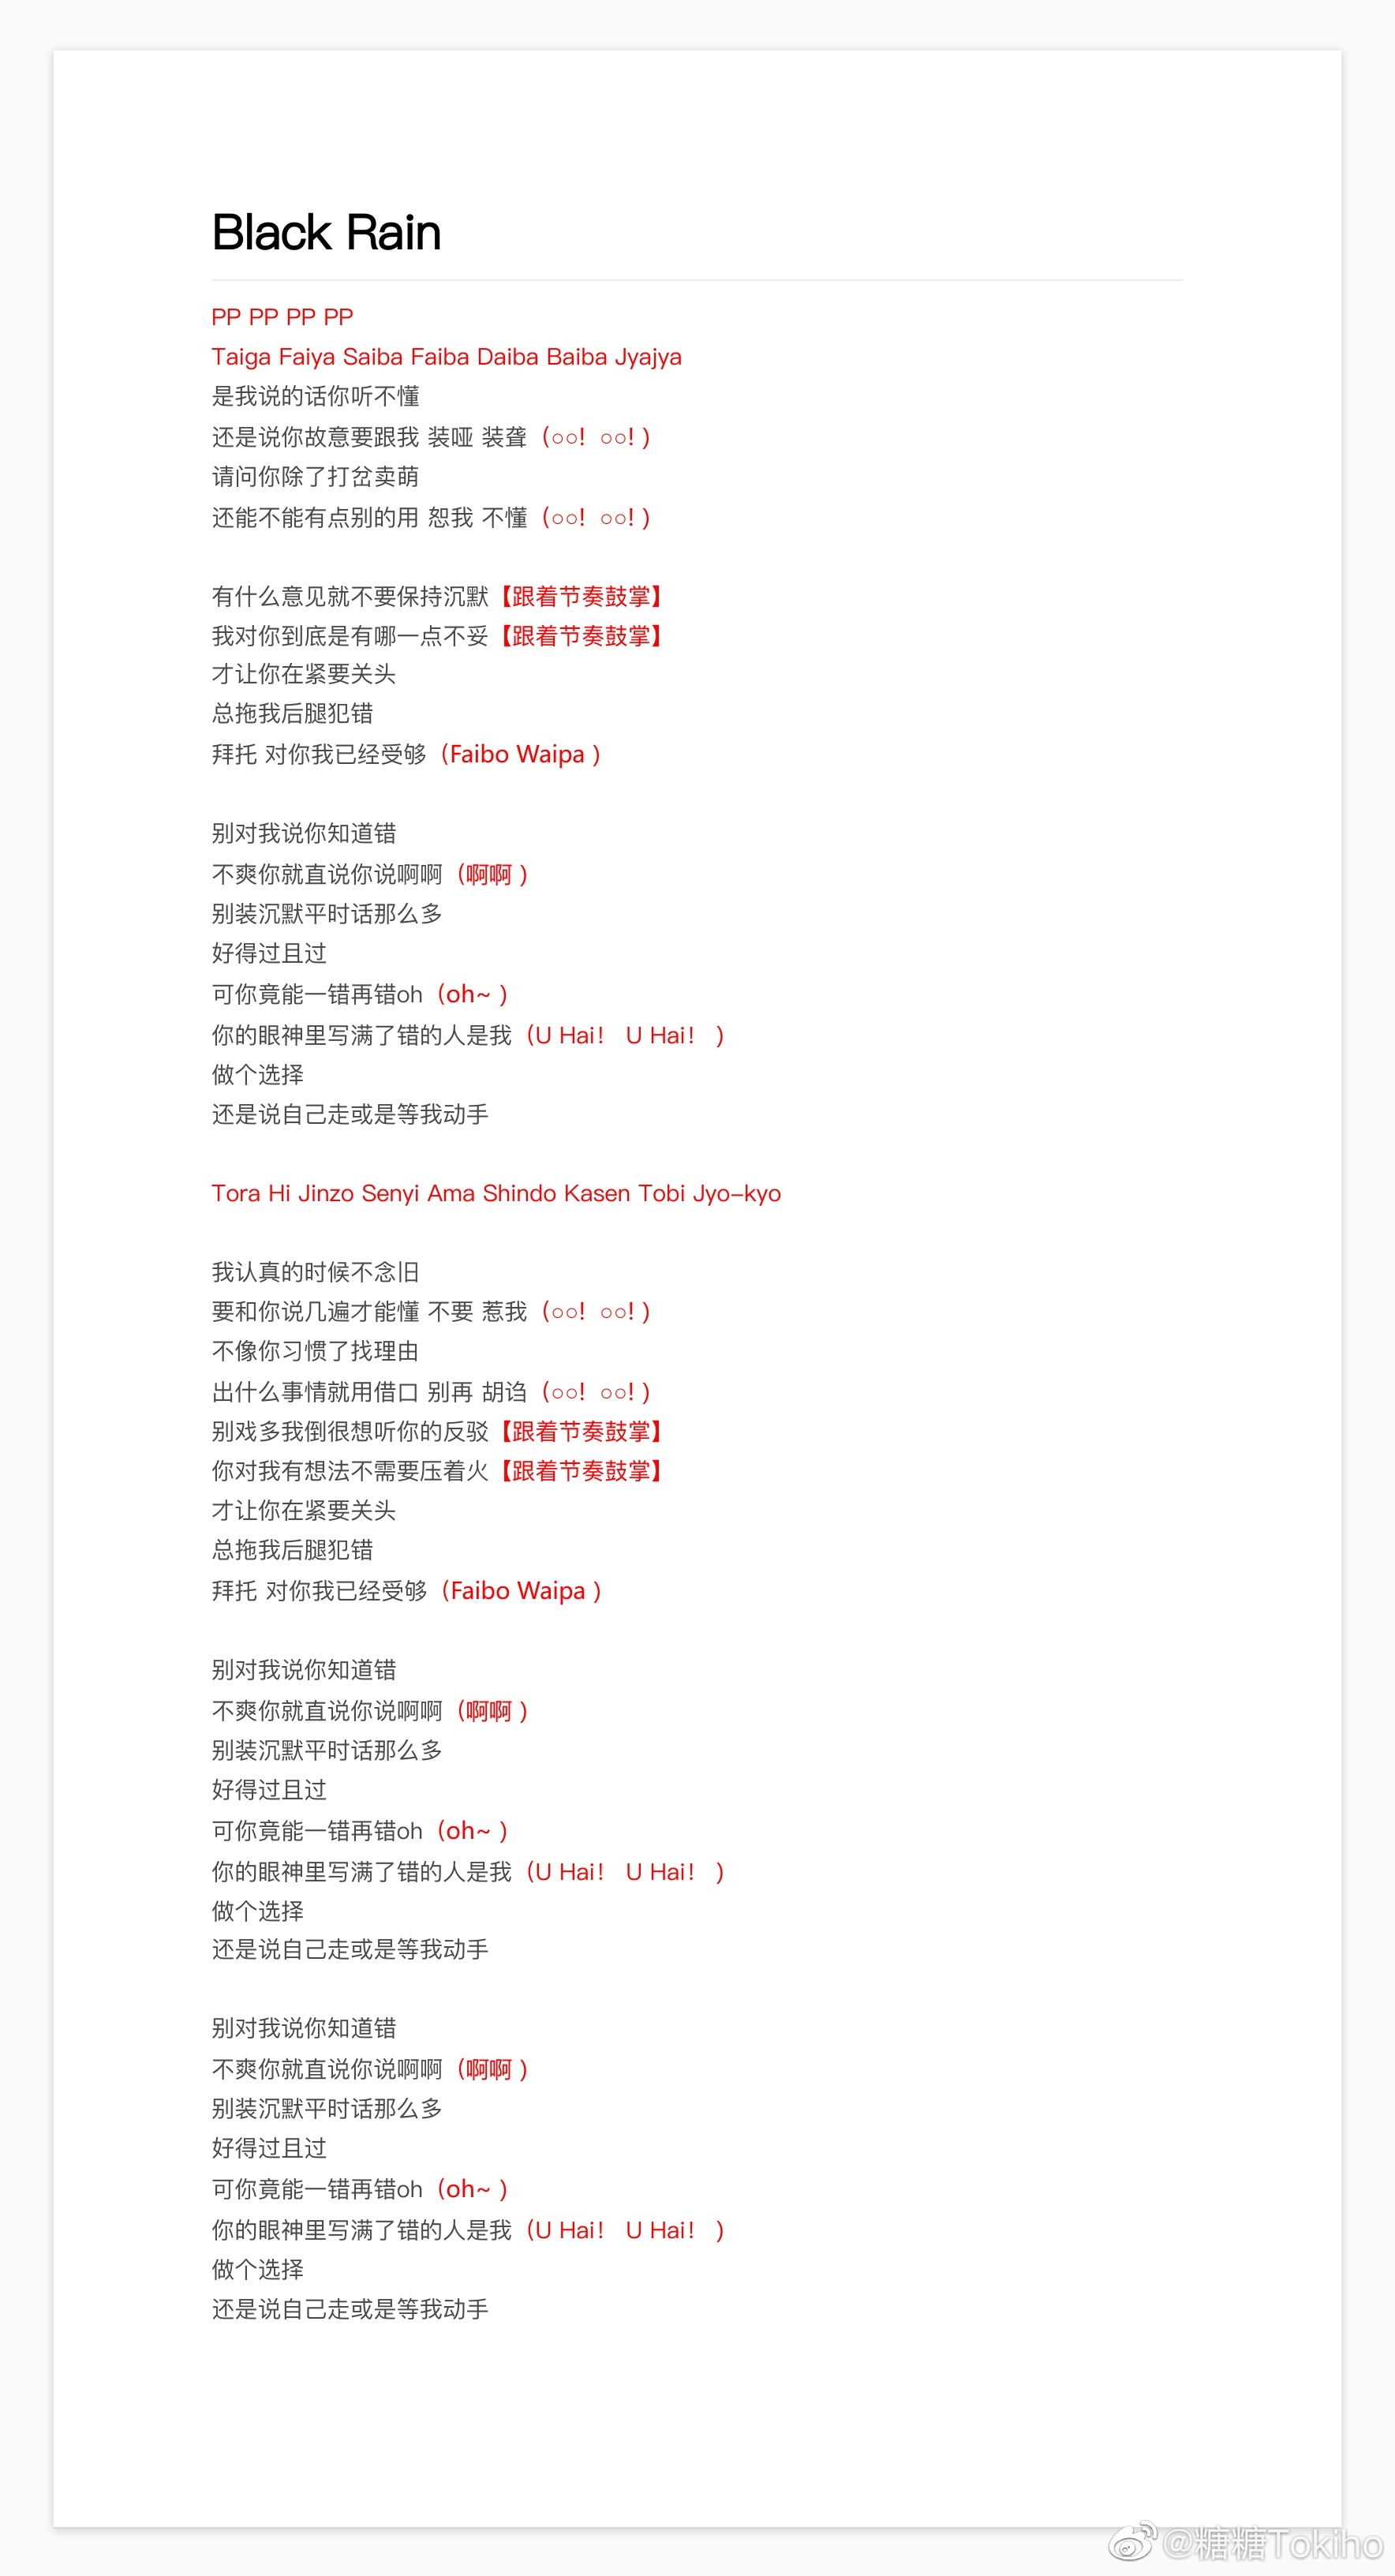 Black Rain
PP PP PP PP
Taiga Faiya Saiba Faiba Daiba Baiba Jyajya
是我说的话你听不懂
还是说你故意要跟我 装哑 装聋（○○！○○！）
请问你除了打岔卖萌
还能不能有点别的用 恕我 不懂（○○！○○！）
有什么意见就不要保持沉默【跟着节奏鼓掌】
我对你到底是有哪一点不妥【跟着节奏鼓掌】
才让你在紧要关头
总拖我后腿犯错
拜托 对你我已经受够（Faibo Waipa ）
别对我说你知道错
不爽你就直说你说啊啊（啊啊 ）
别装沉默平时话那么多
好得过且过
可你竟能一错再错oh（oh~ ）
你的眼神里写满了错的人是我（U Hai！ U Hai！ ）
做个选择
还是说自己走或是等我动手
Tora Hi Jinzo Senyi Ama Shindo Kasen Tobi Jyo-kyo
我认真的时候不念旧
要和你说几遍才能懂 不要 惹我（○○！○○！）
不像你习惯了找理由
出什么事情就用借口 别再 胡诌（○○！○○！）
别戏多我倒很想听你的反驳【跟着节奏鼓掌】
你对我有想法不需要压着火【跟着节奏鼓掌】
才让你在紧要关头
总拖我后腿犯错
拜托 对你我已经受够（Faibo Waipa ）
别对我说你知道错
不爽你就直说你说啊啊（啊啊 ）
别装沉默平时话那么多
好得过且过
可你竟能一错再错oh（oh~ ）
你的眼神里写满了错的人是我（U Hai！ U Hai！ ）
做个选择
还是说自己走或是等我动手
别对我说你知道错
不爽你就直说你说啊啊（啊啊 ）
别装沉默平时话那么多
好得过且过
可你竟能一错再错oh（oh~ ）
你的眼神里写满了错的人是我（U Hai！ U Hai！ ）
做个选择
还是说自己走或是等我动手
@糖糖Tokiho